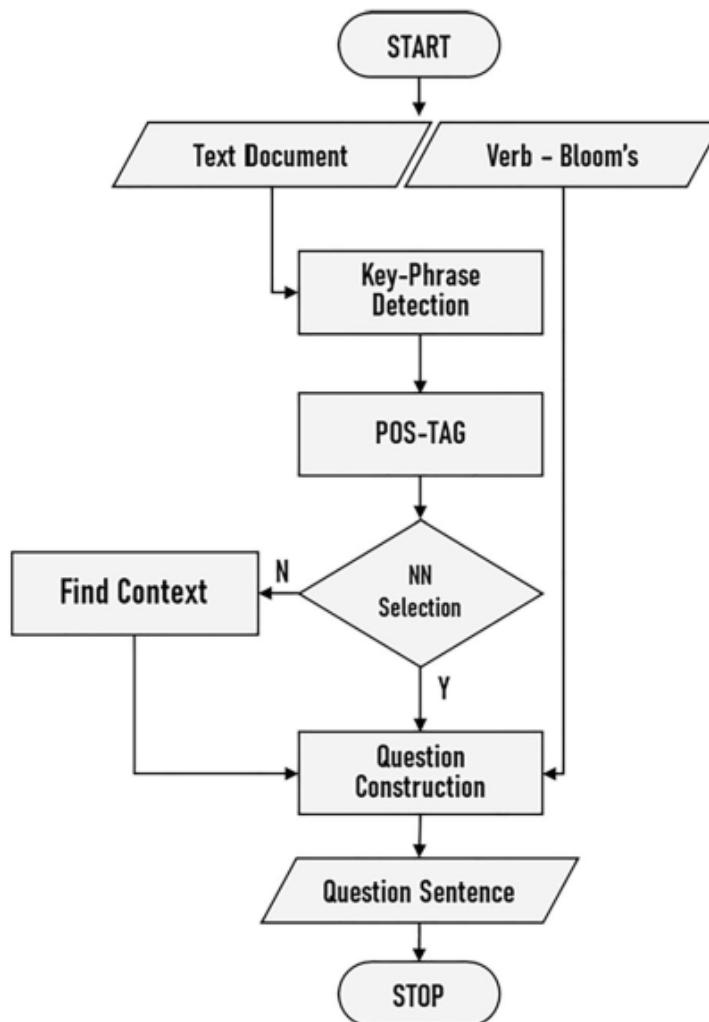 START
Text Document
Verb – Bloom's
Key-Phrase
Detection
POS-TAG
NN
Selection
N
Find Context
Y
Question
Construction
Question Sentence
STOP